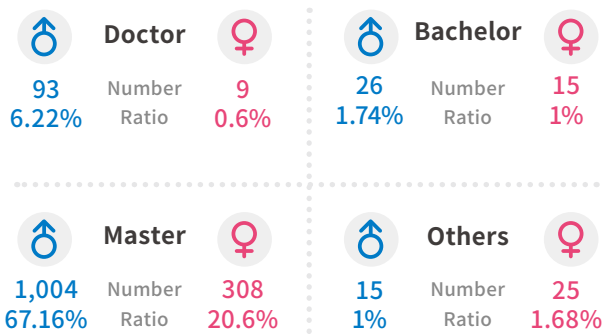 Doctor
93 Number 9
6.22% Ratio 0.6%
Bachelor
26 Number 15
1.74% Ratio 1%
Master
1,004 Number 308
67.16% Ratio 20.6%
Others
15 Number 25
1% Ratio 1.68%